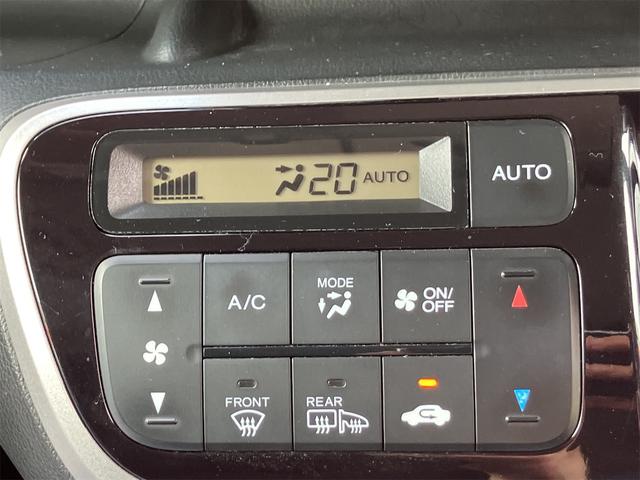 20 AUTO
AUTO
A/C
MODE
ON/
OFF
FRONT
REAR